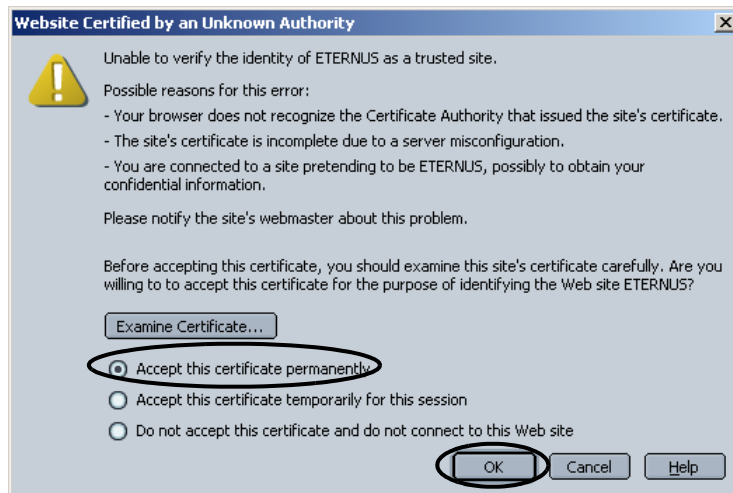 Website Certified by an Unknown Authority
Unable to verify the identity of ETERNUS as a trusted site.
Possible reasons for this error:
- Your browser does not recognize the Certificate Authority that issued the site's certificate.
- The site's certificate is incomplete due to a server misconfiguration.
- You are connected to a site pretending to be ETERNUS, possibly to obtain your
confidential information.
Please notify the site's webmaster about this problem.
Before accepting this certificate, you should examine this site's certificate carefully. Are you
willing to to accept this certificate for the purpose of identifying the Web site ETERNUS?
Examine Certificate...
Accept this certificate permanently
Accept this certificate temporarily for this session
Do not accept this certificate and do not connect to this Web site
OK Cancel Help